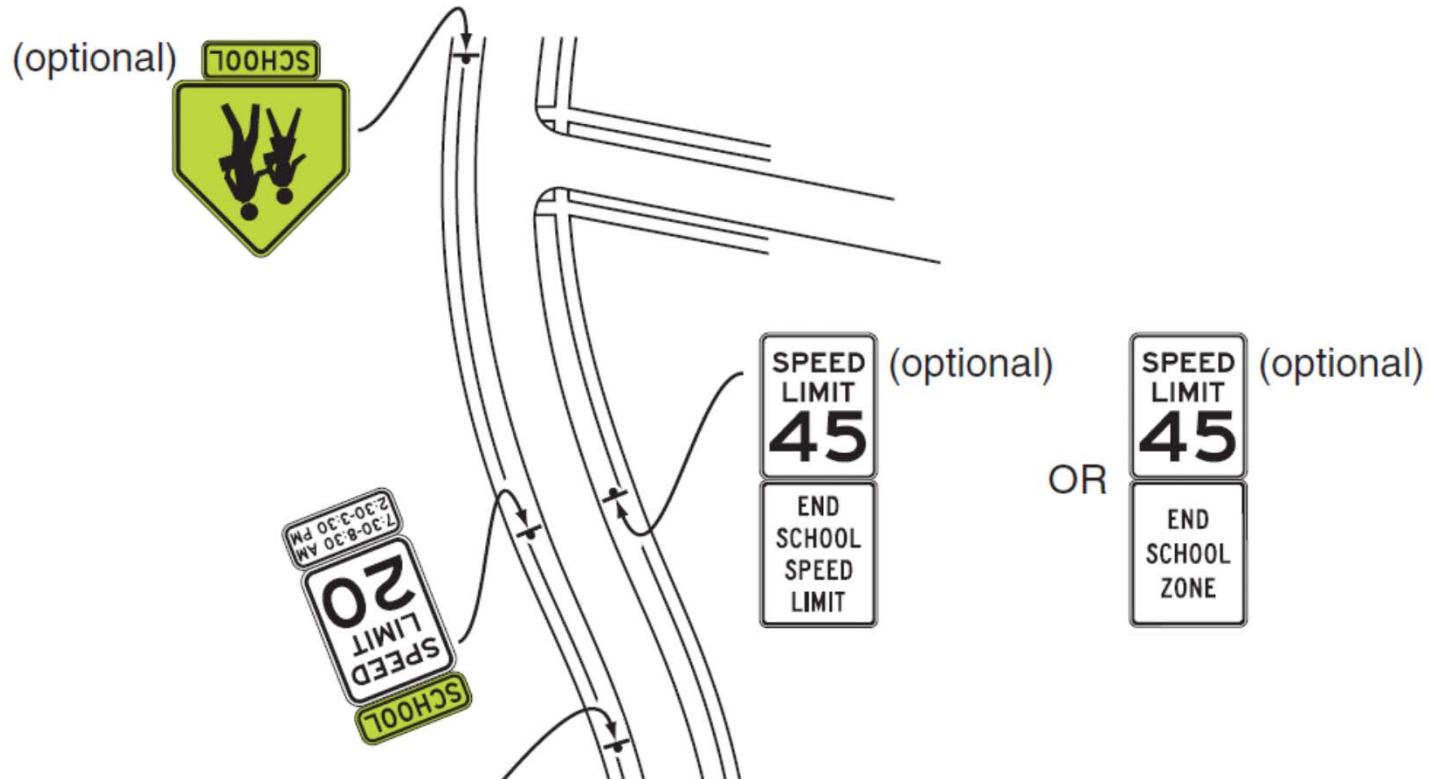 (optional)
SCHOOL
SPEED
LIMIT
45
(optional)
END
SCHOOL
SPEED
LIMIT
OR
SPEED
LIMIT
45
(optional)
END
SCHOOL
ZONE
SCHOOL
SPEED
LIMIT
20
7:30-8:30 AM
2:30-3:30 PM